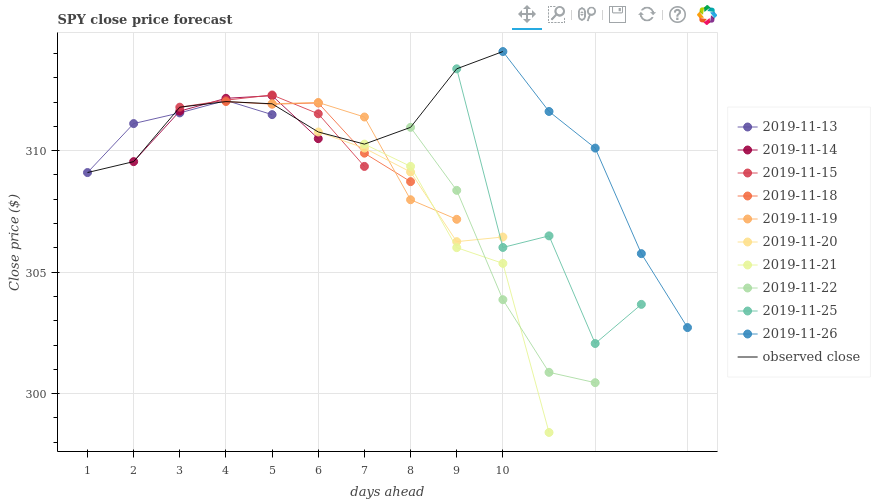 SPY close price forecast
Close price ($)
310
305
300
1 2 3 4 5 6 7 8 9 10
days ahead
2019-11-13
2019-11-14
2019-11-15
2019-11-18
2019-11-19
2019-11-20
2019-11-21
2019-11-22
2019-11-25
2019-11-26
observed close